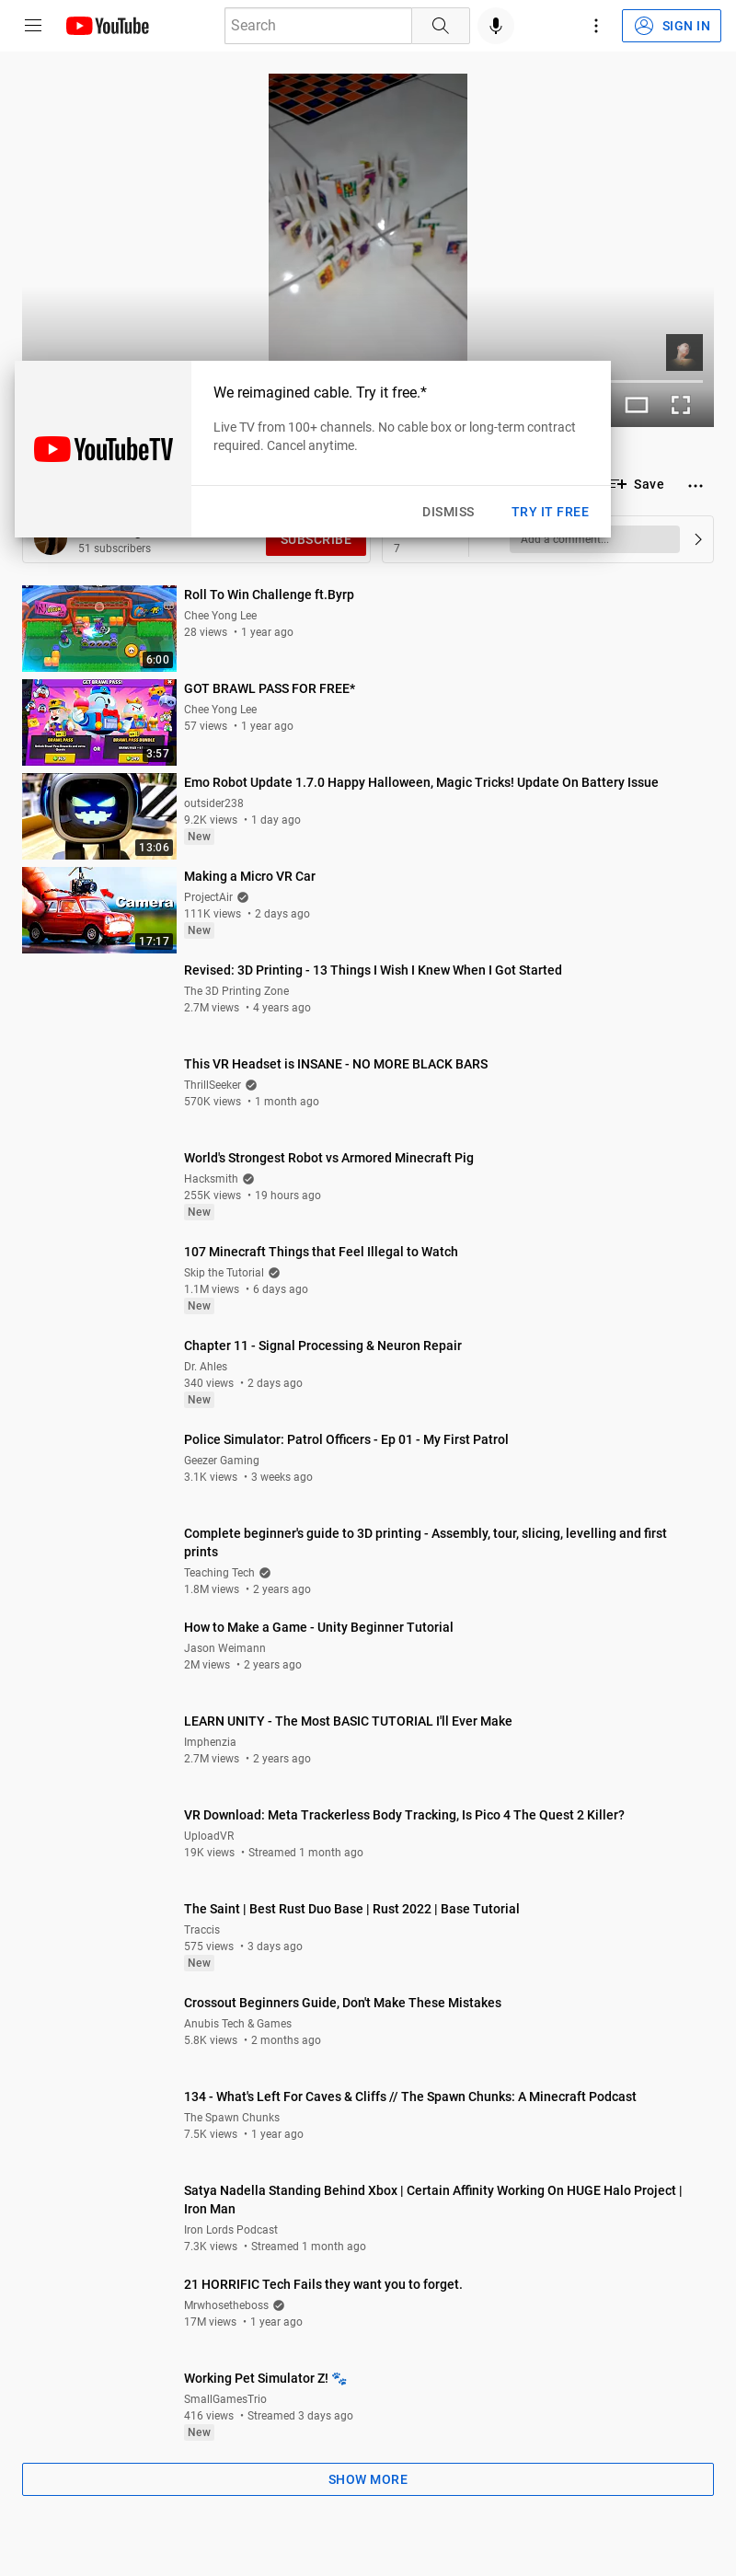 YouTube
Search
SIGN IN
YouTubeTV
We reimagined cable. Try it free.*
Live TV from 100+ channels. No cable box or long-term contract
required. Cancel anytime.
DISMISS
TRY IT FREE
Save
51 subscribers
SUBSCRIBE
7
Add a comment...
6:00
Roll To Win Challenge ft.Byrp
Chee Yong Lee
28 views • 1 year ago
GET BRAWL PASS!
BRAWL PASS
OR
BRAWL PASS BUNDLE
3:57
GOT BRAWL PASS FOR FREE*
Chee Yong Lee
57 views • 1 year ago
13:06
Emo Robot Update 1.7.0 Happy Halloween, Magic Tricks! Update On Battery Issue
outsider238
9.2K views • 1 day ago
New
Camera
17:17
Making a Micro VR Car
ProjectAir
111K views • 2 days ago
New
Revised: 3D Printing - 13 Things I Wish I Knew When I Got Started
The 3D Printing Zone
2.7M views • 4 years ago
This VR Headset is INSANE - NO MORE BLACK BARS
ThrillSeeker
570K views • 1 month ago
World's Strongest Robot vs Armored Minecraft Pig
Hacksmith
255K views • 19 hours ago
New
107 Minecraft Things that Feel Illegal to Watch
Skip the Tutorial
1.1M views • 6 days ago
New
Chapter 11 - Signal Processing & Neuron Repair
Dr. Ahles
340 views • 2 days ago
New
Police Simulator: Patrol Officers - Ep 01 - My First Patrol
Geezer Gaming
3.1K views • 3 weeks ago
Complete beginner's guide to 3D printing - Assembly, tour, slicing, levelling and first
prints
Teaching Tech
1.8M views • 2 years ago
How to Make a Game - Unity Beginner Tutorial
Jason Weimann
2M views • 2 years ago
LEARN UNITY - The Most BASIC TUTORIAL I'll Ever Make
Imphenzia
2.7M views • 2 years ago
VR Download: Meta Trackerless Body Tracking, Is Pico 4 The Quest 2 Killer?
UploadVR
19K views • Streamed 1 month ago
The Saint | Best Rust Duo Base | Rust 2022 | Base Tutorial
Traccis
575 views • 3 days ago
New
Crossout Beginners Guide, Don't Make These Mistakes
Anubis Tech & Games
5.8K views • 2 months ago
134 - What's Left For Caves & Cliffs // The Spawn Chunks: A Minecraft Podcast
The Spawn Chunks
7.5K views • 1 year ago
Satya Nadella Standing Behind Xbox | Certain Affinity Working On HUGE Halo Project |
Iron Man
Iron Lords Podcast
7.3K views • Streamed 1 month ago
21 HORRIFIC Tech Fails they want you to forget.
Mrwhosetheboss
17M views • 1 year ago
Working Pet Simulator Z! 🐾
SmallGamesTrio
416 views • Streamed 3 days ago
New
SHOW MORE